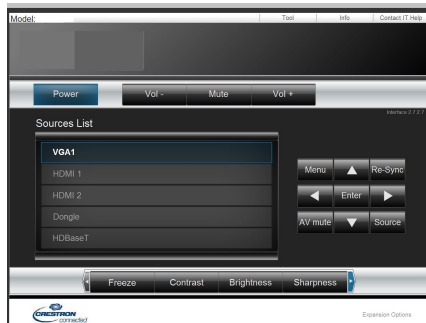 Model:
Tool Info Contact IT Help
Power Vol - Mute Vol +
Interface 2.7.2.7
Sources List
VGA1
HDMI 1
HDMI 2
Dongle
HDBaseT
Menu Re-Sync
Enter
AV mute Source
Freeze Contrast Brightness Sharpness
CRESTRON
connected
Expansion Options